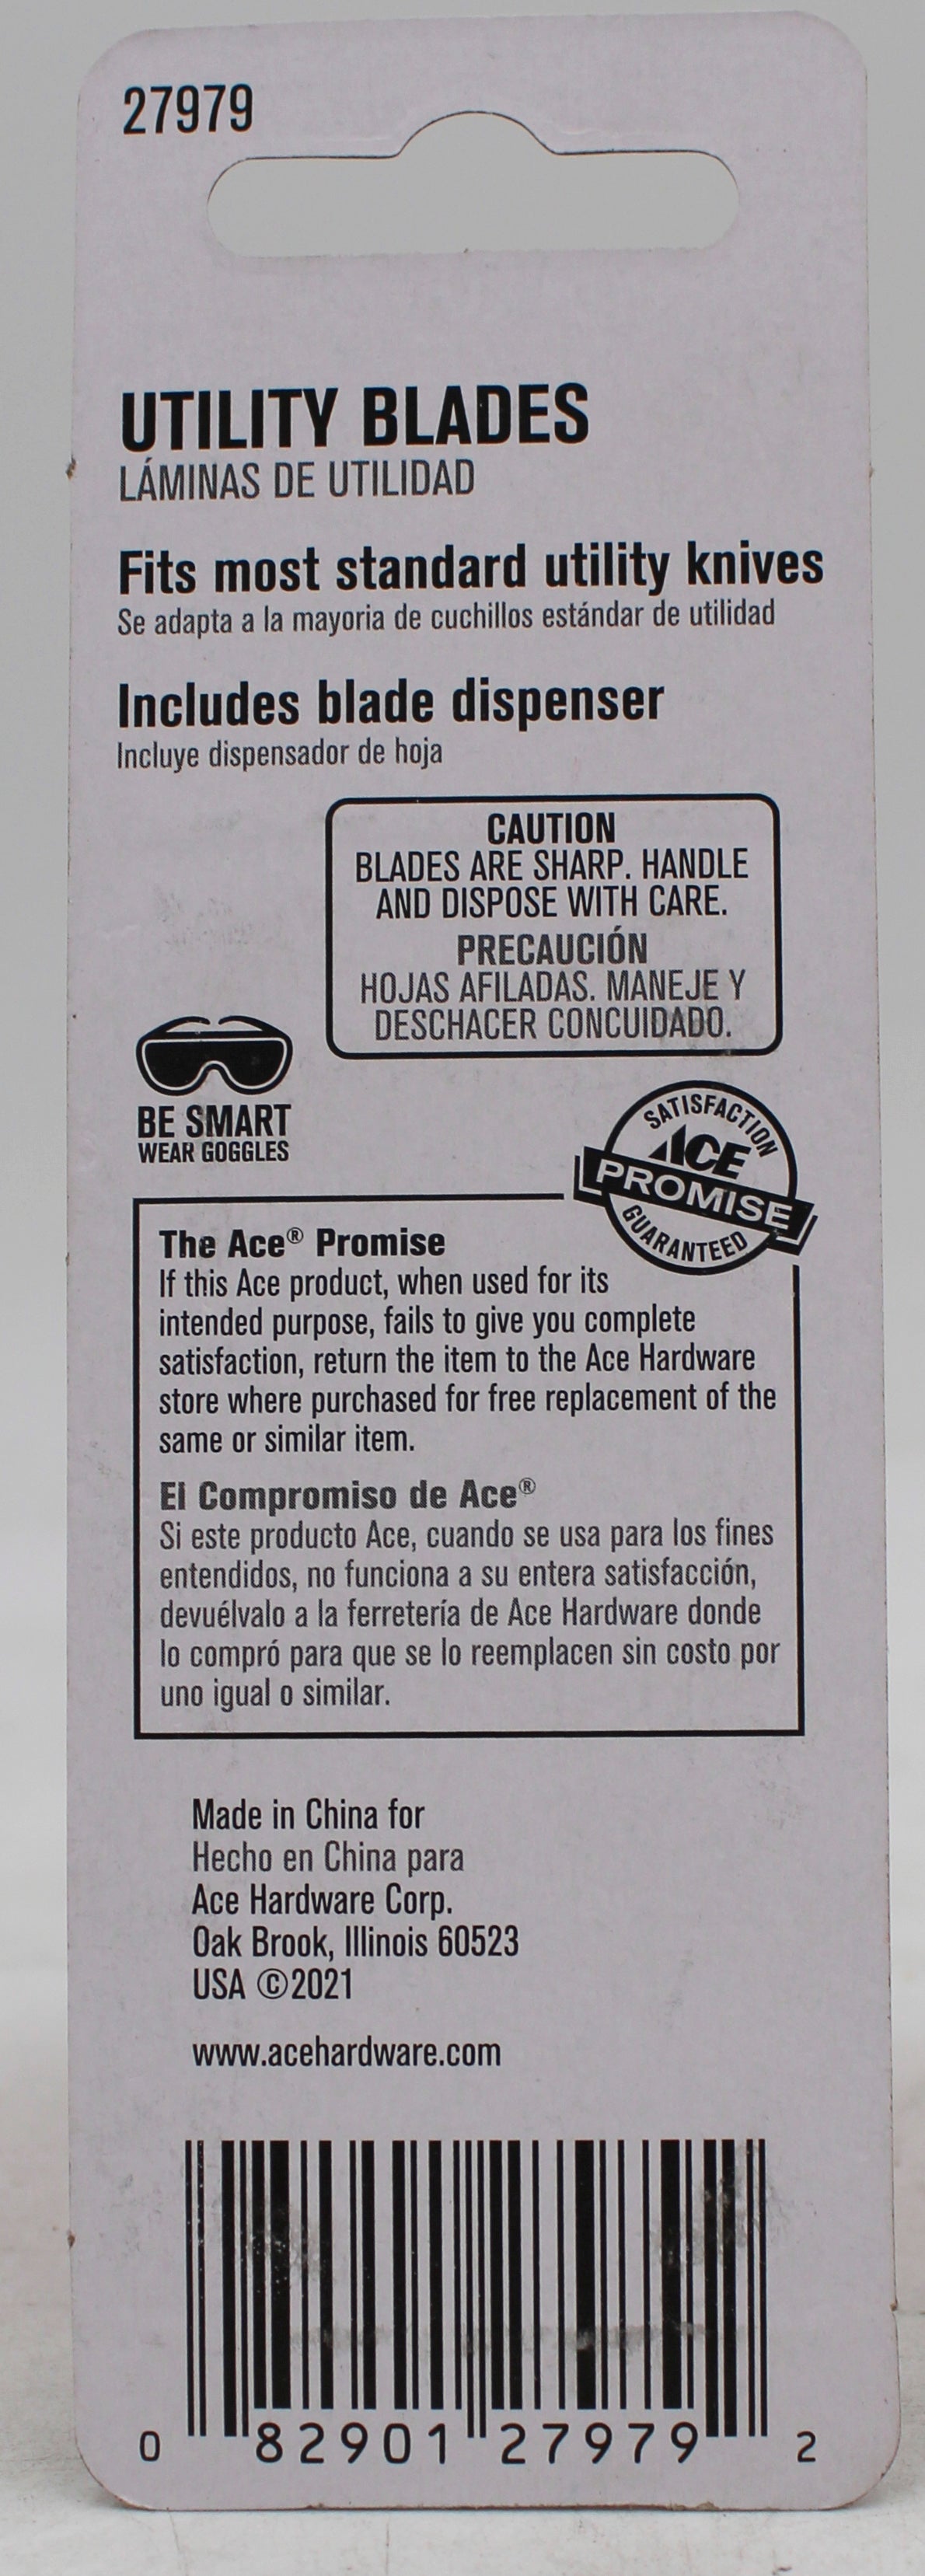 27979
UTILITY BLADES
LÁMINAS DE UTILIDAD
Fits most standard utility knives
Se adapta a la mayoria de cuchillos estándar de utilidad
Includes blade dispenser
Incluye dispensador de hoja
CAUTION
BLADES ARE SHARP. HANDLE
AND DISPOSE WITH CARE.
PRECAUCIÓN
HOJAS AFILADAS. MANEJE Y
DESCHACER CONCUIDADO.
BE SMART
WEAR GOGGLES
SATISFACTION
ACE
PROMISE
GUARANTEED
The Ace® Promise
If this Ace product, when used for its
intended purpose, fails to give you complete
satisfaction, return the item to the Ace Hardware
store where purchased for free replacement of the
same or similar item.
El Compromiso de Ace®
Si este producto Ace, cuando se usa para los fines
entendidos, no funciona a su entera satisfacción,
devuélvalo a la ferretería de Ace Hardware donde
lo compró para que se lo reemplacen sin costo por
uno igual o similar.
Made in China for
Hecho en China para
Ace Hardware Corp.
Oak Brook, Illinois 60523
USA ©2021
www.acehardware.com
0 82901 27979 2